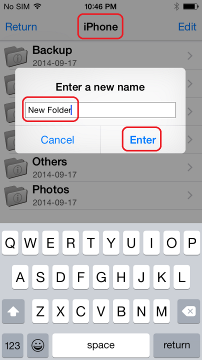 No SIM 10:46 PM
Return iPhone Edit
Backup
2014-09-17
Enter a new name
New Folder
Cancel Enter
Others
2014-09-17
Photos
2014-09-17
Q W E R T Y U I O P
A S D F G H J K L
Z X C V B N M
123 space return